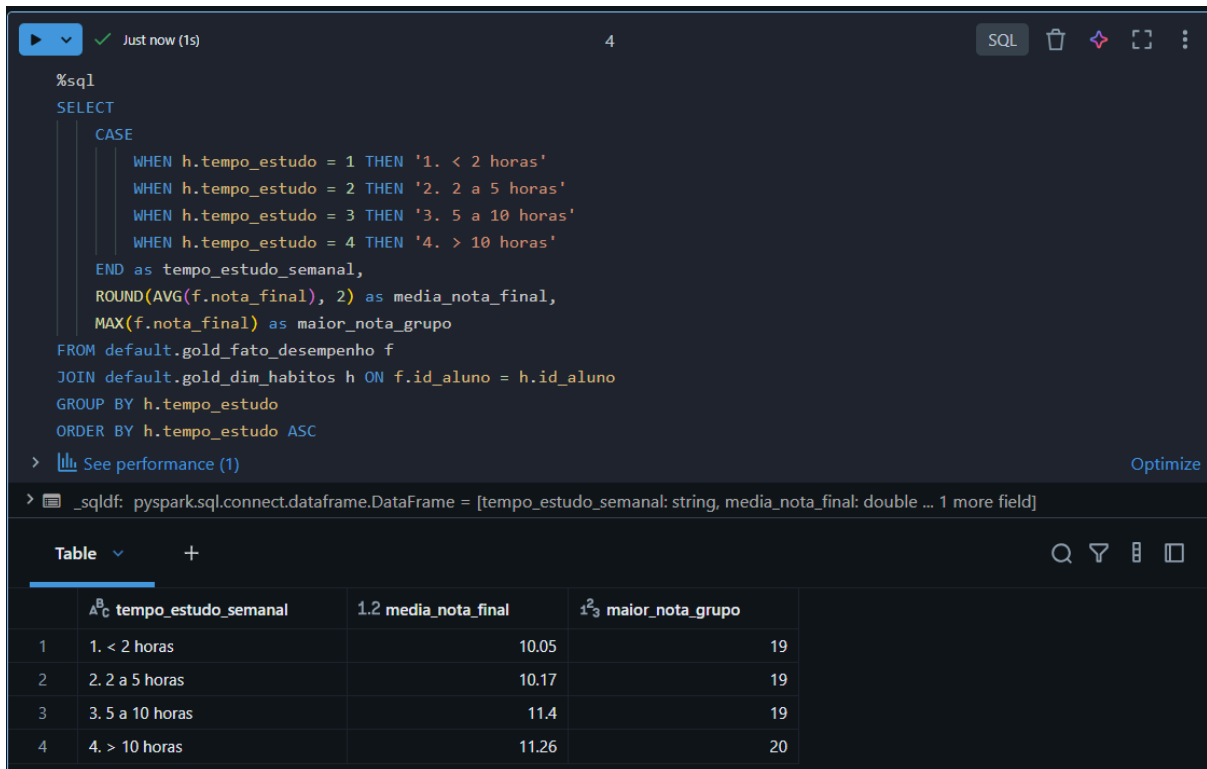 Just now (1s) 4 SQL
%sql
SELECT
CASE
WHEN h.tempo_estudo = 1 THEN '1. < 2 horas'
WHEN h.tempo_estudo = 2 THEN '2. 2 a 5 horas'
WHEN h.tempo_estudo = 3 THEN '3. 5 a 10 horas'
WHEN h.tempo_estudo = 4 THEN '4. > 10 horas'
END as tempo_estudo_semanal,
ROUND(AVG(f.nota_final), 2) as media_nota_final,
MAX(f.nota_final) as maior_nota_grupo
FROM default.gold_fato_desempenho f
JOIN default.gold_dim_habitos h ON f.id_aluno = h.id_aluno
GROUP BY h.tempo_estudo
ORDER BY h.tempo_estudo ASC
See performance (1) Optimize
_sqldf: pyspark.sql.connect.dataframe.DataFrame = [tempo_estudo_semanal: string, media_nota_final: double ... 1 more field]
Table +
ABC tempo_estudo_semanal 1.2 media_nota_final 123 maior_nota_grupo
1 1. < 2 horas 10.05 19
2 2. 2 a 5 horas 10.17 19
3 3. 5 a 10 horas 11.4 19
4 4. > 10 horas 11.26 20